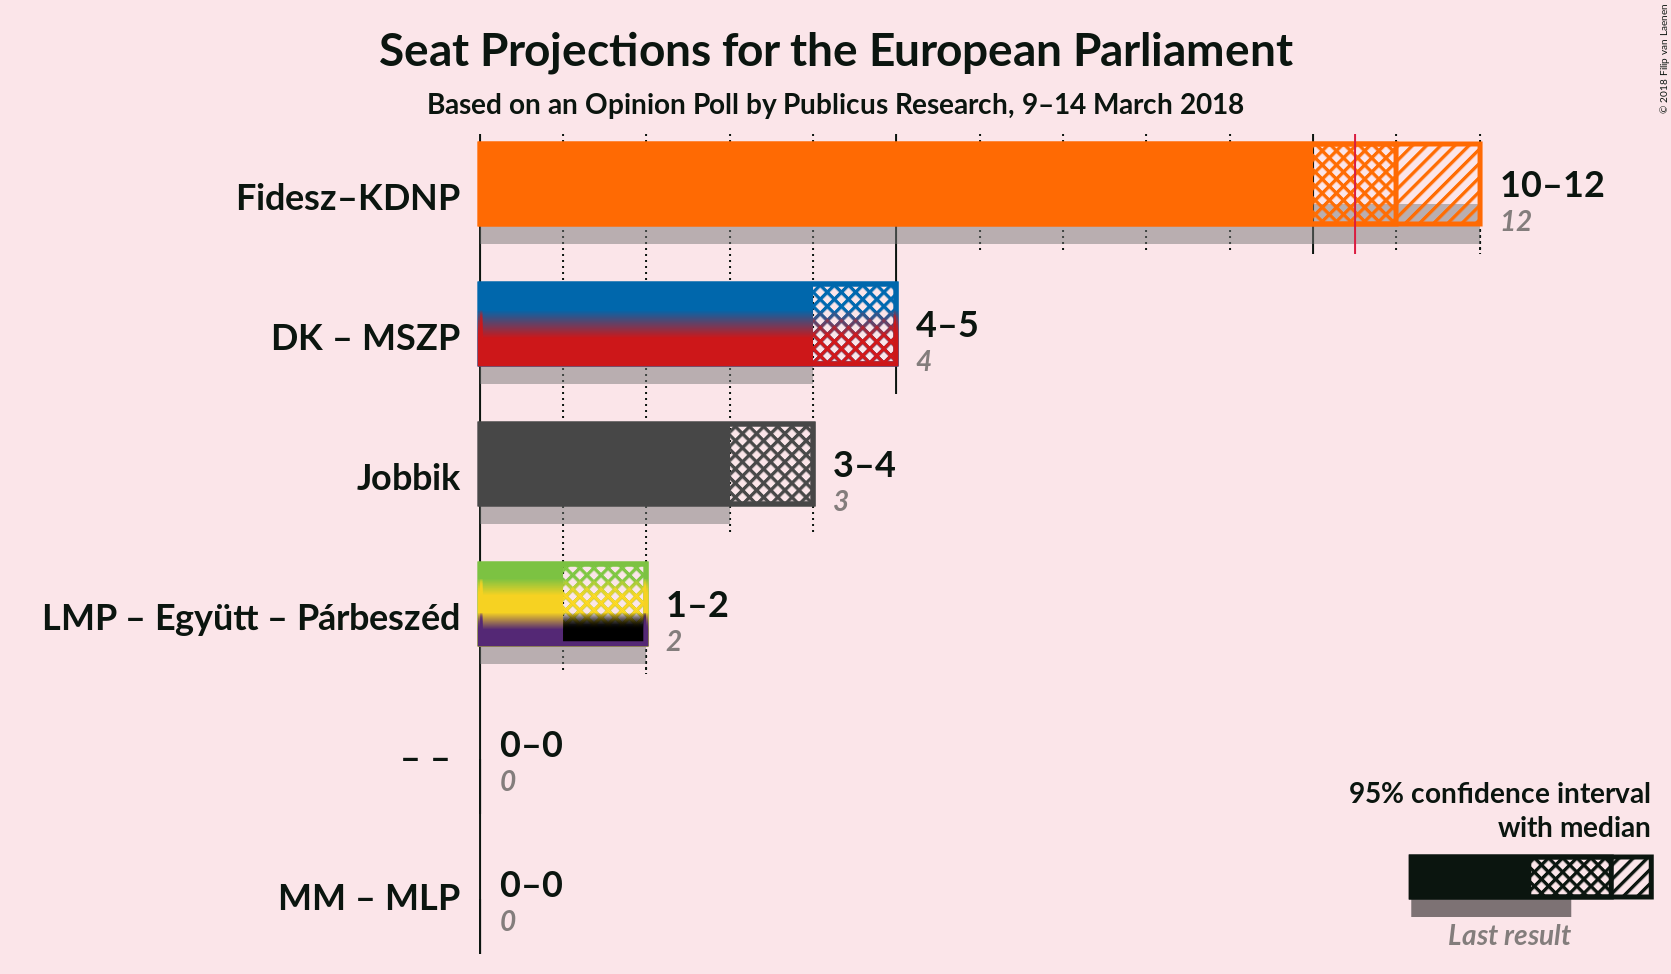 Seat Projections for the European Parliament
Based on an Opinion Poll by Publicus Research, 9–14 March 2018
© 2018 Filip van Laenen
Fidesz–KDNP
10–12
12
DK – MSZP
4–5
4
Jobbik
3–4
3
LMP – Együtt – Párbeszéd
1–2
2
– –
0–0
0
MM – MLP
0–0
0
95% confidence interval
with median
Last result